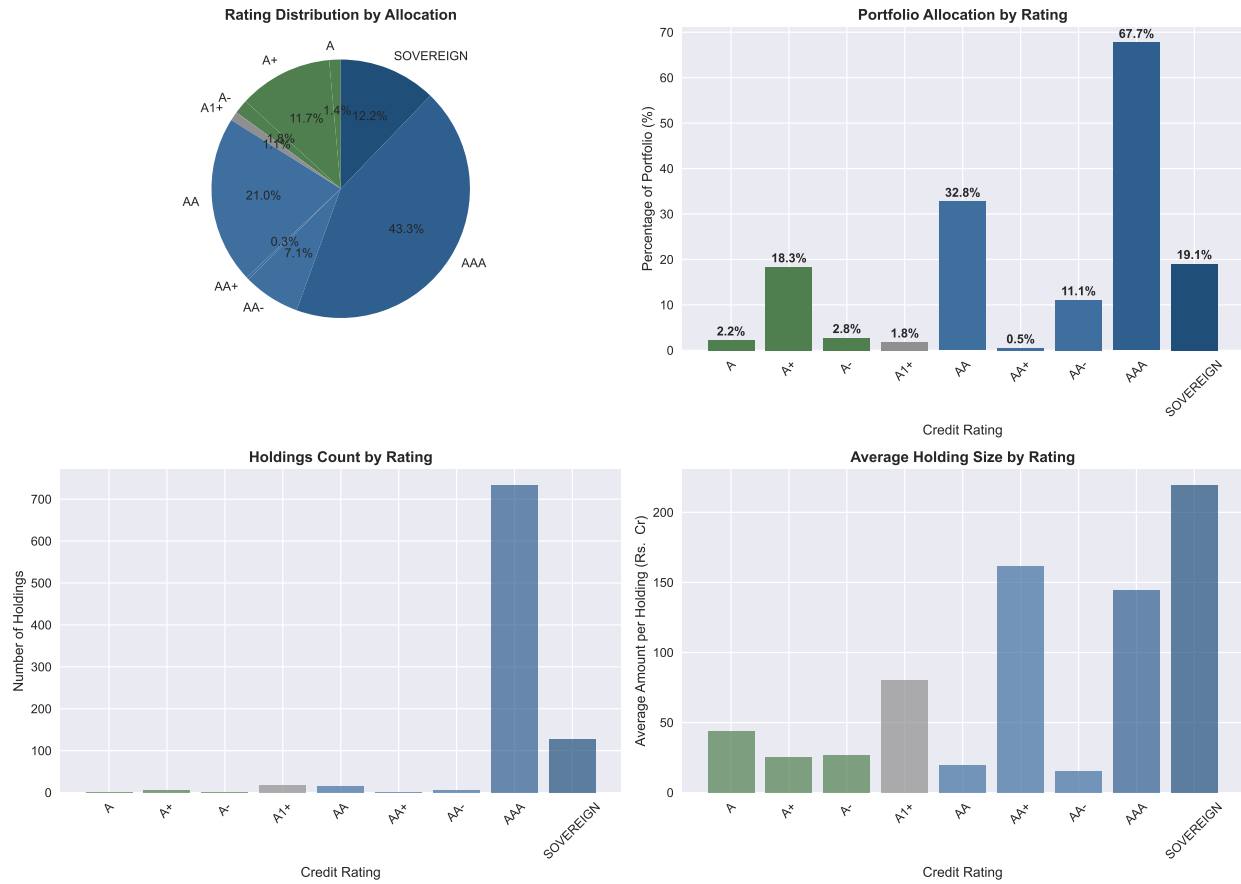 Rating Distribution by Allocation
A
SOVEREIGN
A+
A-
A1+
1.4%
12.2%
11.7%
1.8%
1.1%
AA
21.0%
43.3%
0.3%
7.1%
AAA
AA+
AA-
Portfolio Allocation by Rating
Percentage of Portfolio (%)
70
60
50
40
30
20
10
0
2.2%
18.3%
2.8%
1.8%
32.8%
0.5%
11.1%
67.7%
19.1%
A
A+
A-
A1+
AA
AA+
AA-
AAA
SOVEREIGN
Credit Rating
Holdings Count by Rating
Number of Holdings
700
600
500
400
300
200
100
0
A
A+
A-
A1+
AA
AA+
AA-
AAA
SOVEREIGN
Credit Rating
Average Holding Size by Rating
Average Amount per Holding (Rs. Cr)
200
150
100
50
0
A
A+
A-
A1+
AA
AA+
AA-
AAA
SOVEREIGN
Credit Rating